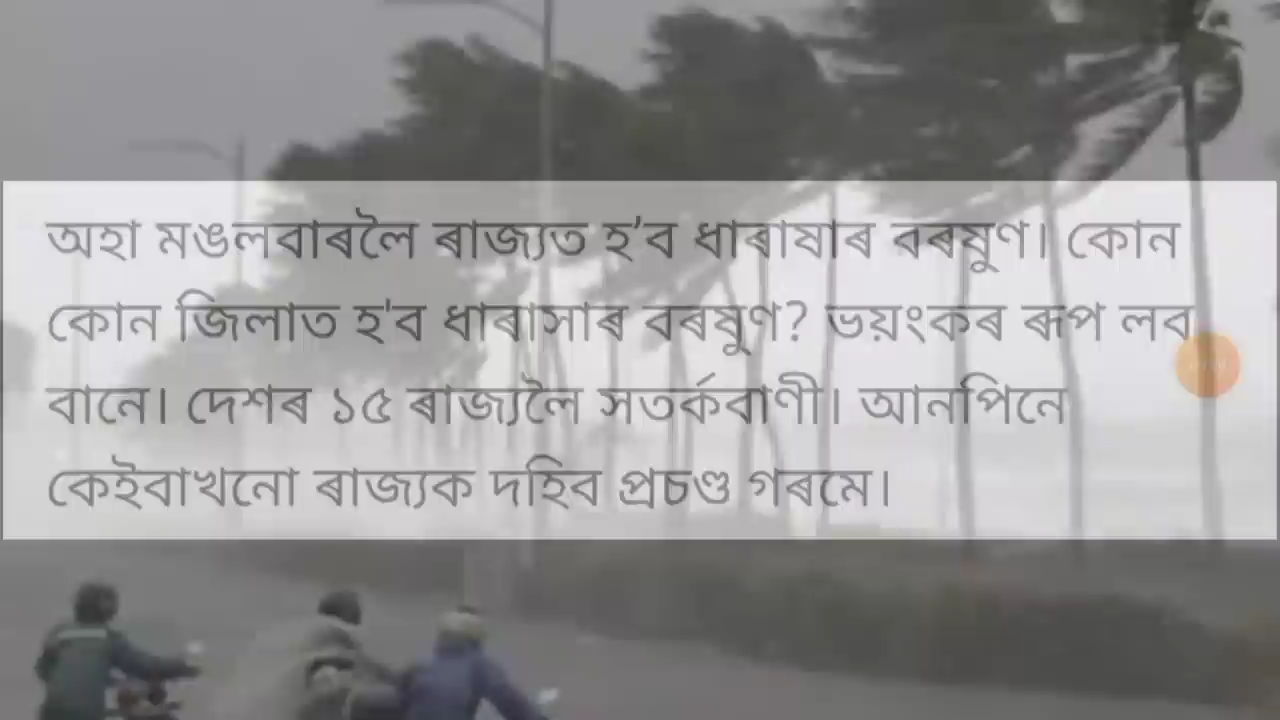 অহা মঙলবাৰলৈ ৰাজ্যত হ’ব ধাৰাষাৰ বৰষুণ। কোন
কোন জিলাত হ'ব ধাৰাসাৰ বৰষুণ? ভয়ংকৰ ৰূপ লব
বানে। দেশৰ ১৫ ৰাজ্যলৈ সতৰ্কবাণী। আনপিনে
কেইবাখনো ৰাজ্যক দহিব প্ৰচণ্ড গৰমে।